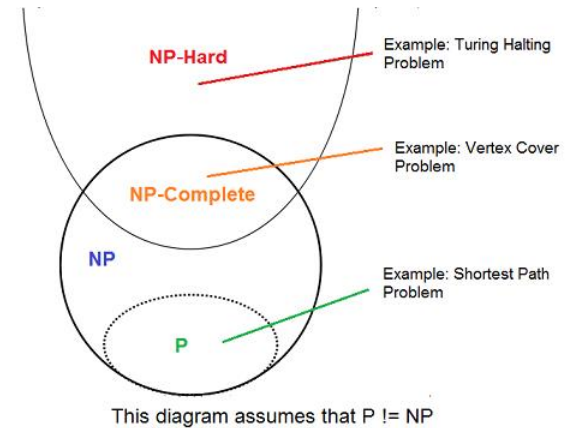 NP-Hard
Example: Turing Halting
Problem
Example: Vertex Cover
Problem
NP-Complete
NP
Example: Shortest Path
Problem
P
This diagram assumes that P != NP